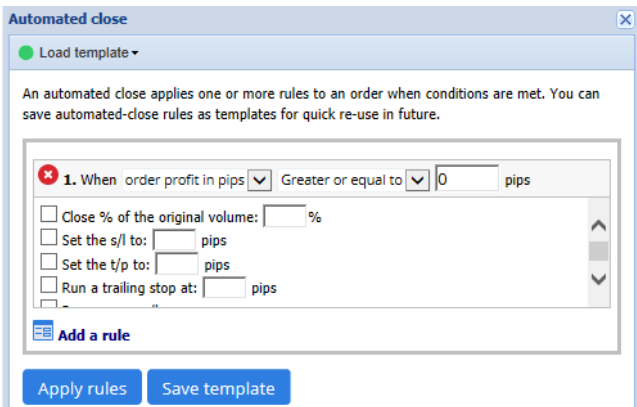 Automated close
Load template
An automated close applies one or more rules to an order when conditions are met. You can
save automated-close rules as templates for quick re-use in future.
1. When order profit in pips Greater or equal to 0 pips
Close % of the original volume: %
Set the s/l to: pips
Set the t/p to: pips
Run a trailing stop at: pips
Add a rule
Apply rules Save template